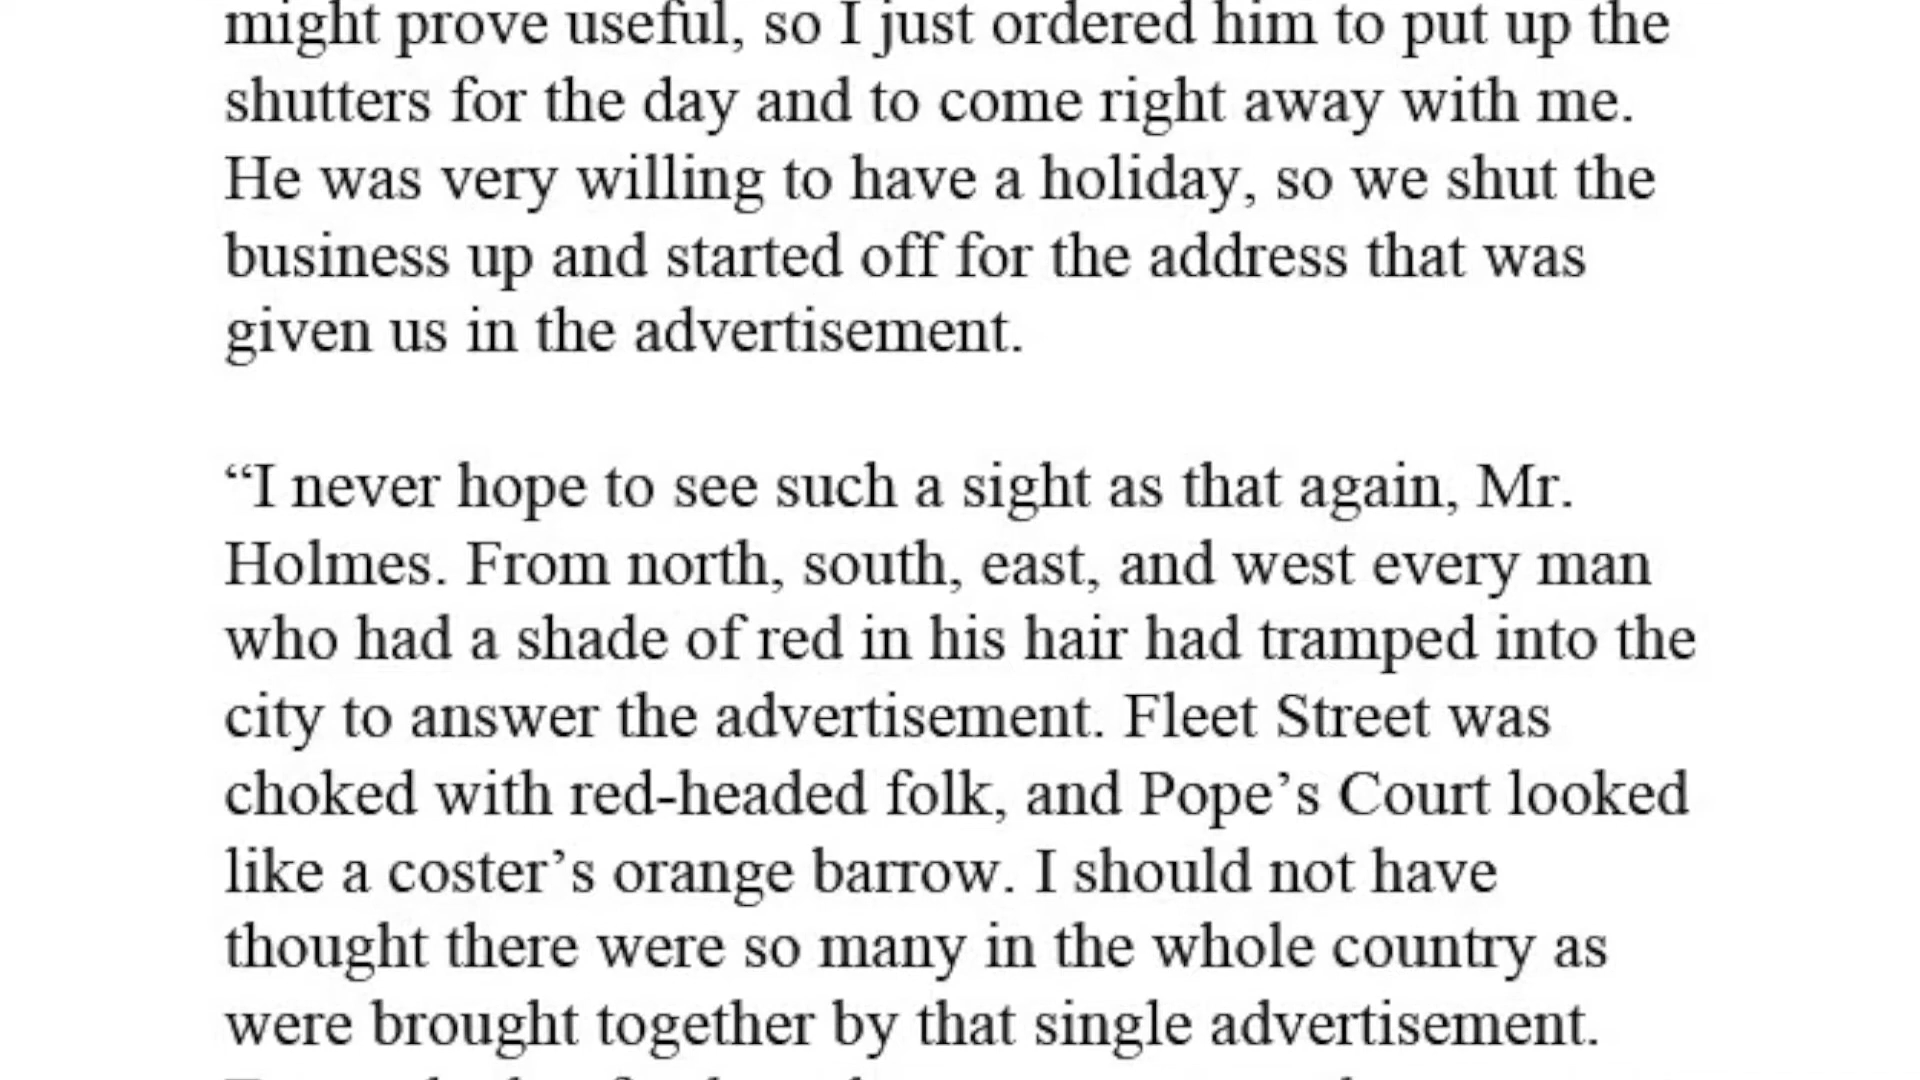 might prove useful, so I just ordered him to put up the
shutters for the day and to come right away with me.
He was very willing to have a holiday, so we shut the
business up and started off for the address that was
given us in the advertisement.
“I never hope to see such a sight as that again, Mr.
Holmes. From north, south, east, and west every man
who had a shade of red in his hair had tramped into the
city to answer the advertisement. Fleet Street was
choked with red-headed folk, and Pope’s Court looked
like a coster’s orange barrow. I should not have
thought there were so many in the whole country as
were brought together by that single advertisement.